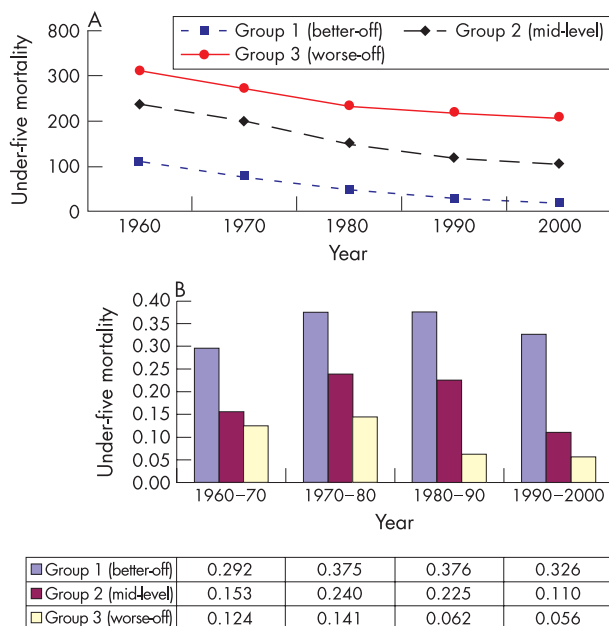 A
Group 1 (better-off)
Group 2 (mid-level)
Group 3 (worse-off)
Under-five mortality
800
300
200
100
0
1960
1970
1980
1990
2000
Year
B
Under-five mortality
0.40
0.30
0.35
0.20
0.25
0.15
0.10
0.05
0.00
1960–70
1970–80
1980–90
1990–2000
Year
Group 1 (better-off) 0.292 0.375 0.376 0.326
Group 2 (mid-level) 0.153 0.240 0.225 0.110
Group 3 (worse-off) 0.124 0.141 0.062 0.056